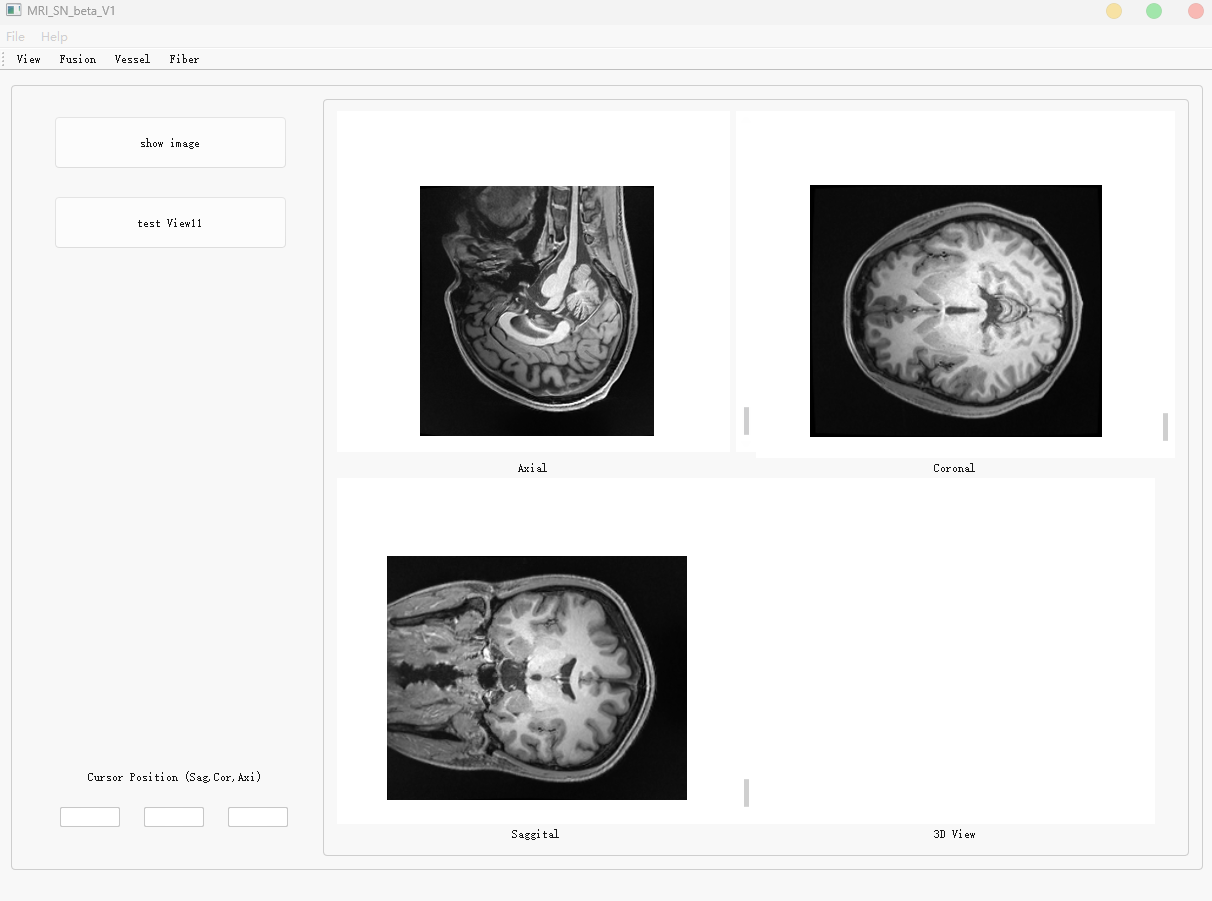 MRI_SN_beta_V1
File Help
View Fusion Vessel Fiber
show image
test View11
Axial
Coronal
Saggital
3D View
Cursor Position (Sag,Cor,Axi)